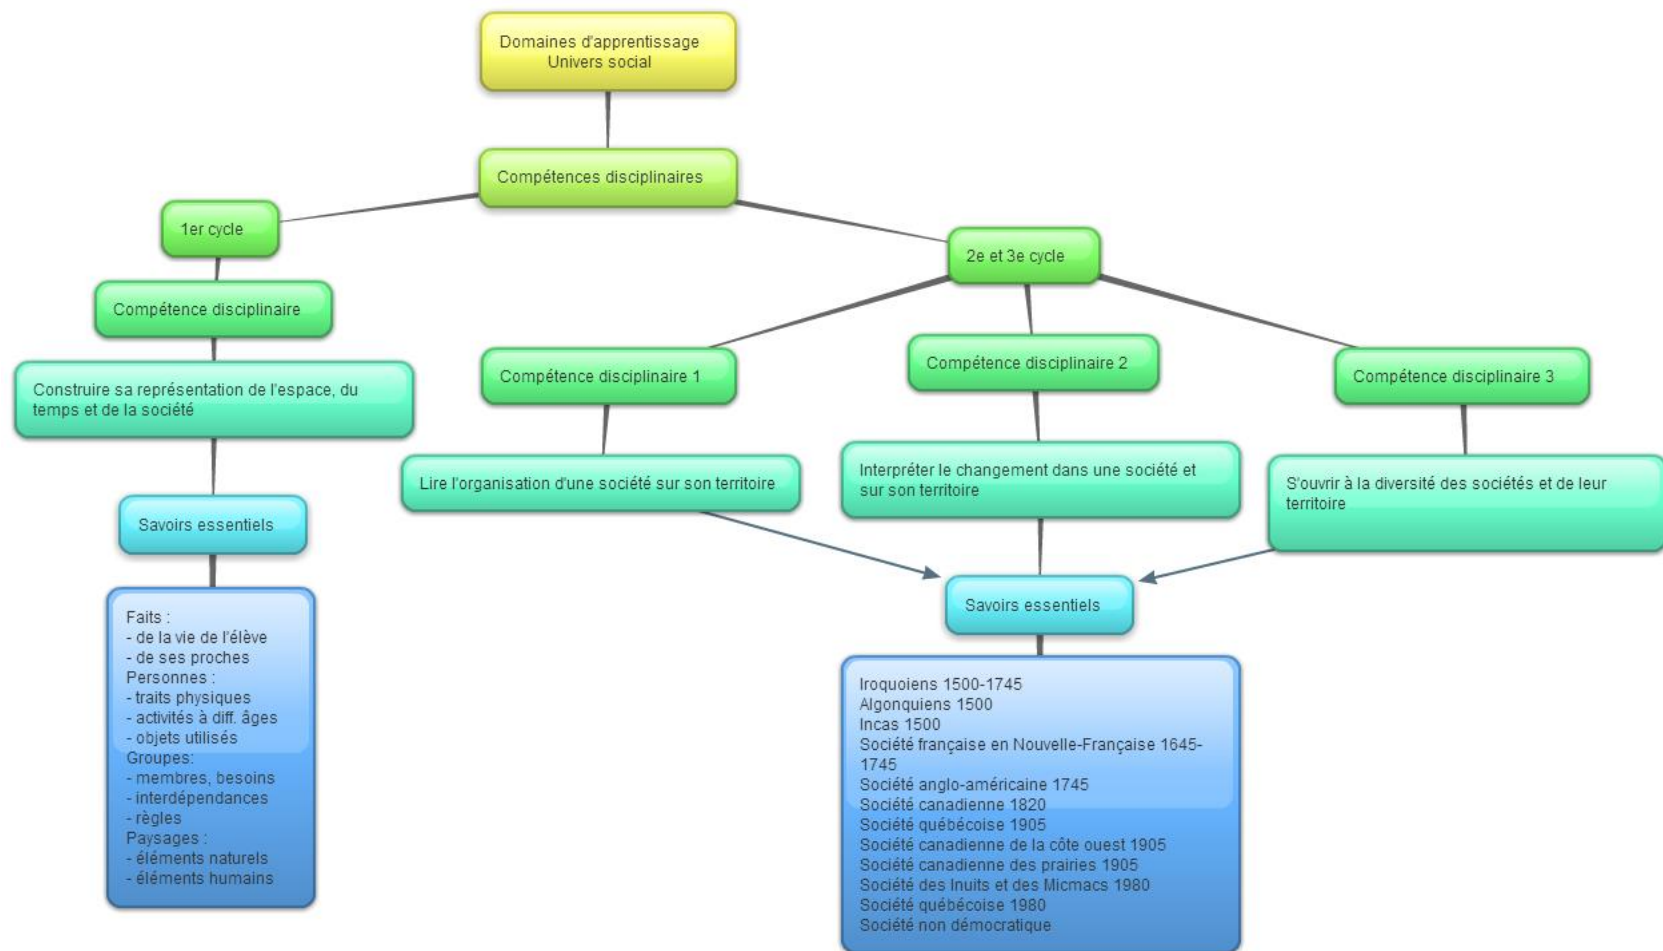 Domaines d'apprentissage
Univers social
Compétences disciplinaires
1er cycle
2e et 3e cycle
Compétence disciplinaire
Compétence disciplinaire 1
Compétence disciplinaire 2
Compétence disciplinaire 3
Construire sa représentation de l'espace, du
temps et de la société
Lire l'organisation d'une société sur son territoire
Interpréter le changement dans une société et
sur son territoire
S'ouvrir à la diversité des sociétés et de leur
territoire
Savoirs essentiels
Faits :
- de la vie de l'élève
- de ses proches
Personnes :
- traits physiques
- activités à diff. âges
- objets utilisés
Groupes:
- membres, besoins
- interdépendances
- règles
Paysages :
- éléments naturels
- éléments humains
Savoirs essentiels
Iroquoiens 1500-1745
Algonquiens 1500
Incas 1500
Société française en Nouvelle-Française 1645-
1745
Société anglo-américaine 1745
Société canadienne 1820
Société québécoise 1905
Société canadienne de la côte ouest 1905
Société canadienne des prairies 1905
Société des Inuits et des Micmacs 1980
Société québécoise 1980
Société non démocratique